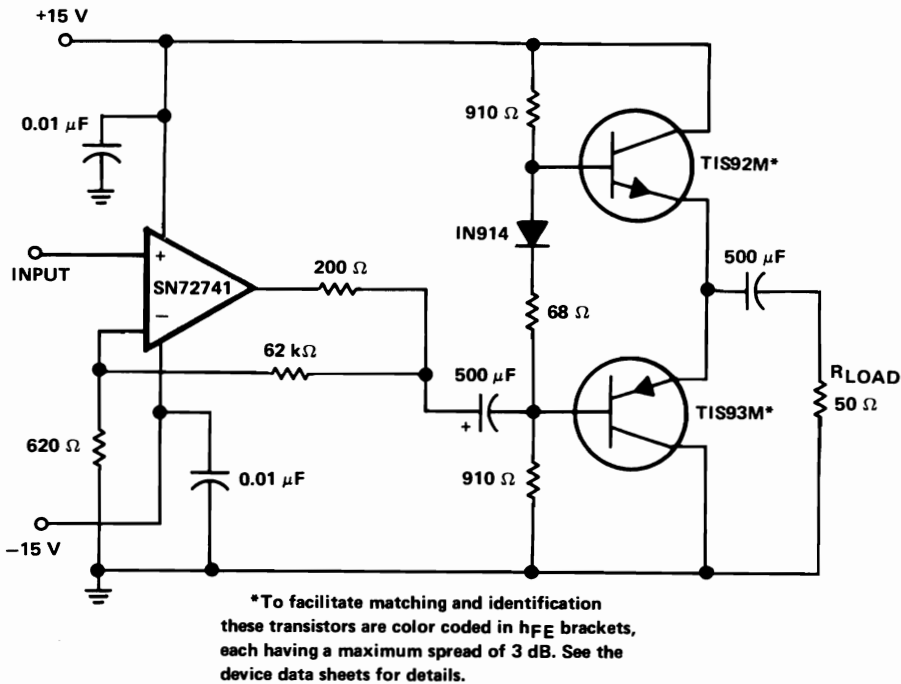 +15 V
0.01 µF
910 Ω
TIS92M*
IN914
INPUT
+
SN72741
−
200 Ω
500 µF
68 Ω
62 kΩ
500 µF
+
TIS93M*
RLOAD
50 Ω
620 Ω
0.01 µF
910 Ω
−15 V
*To facilitate matching and identification
these transistors are color coded in hFE brackets,
each having a maximum spread of 3 dB. See the
device data sheets for details.